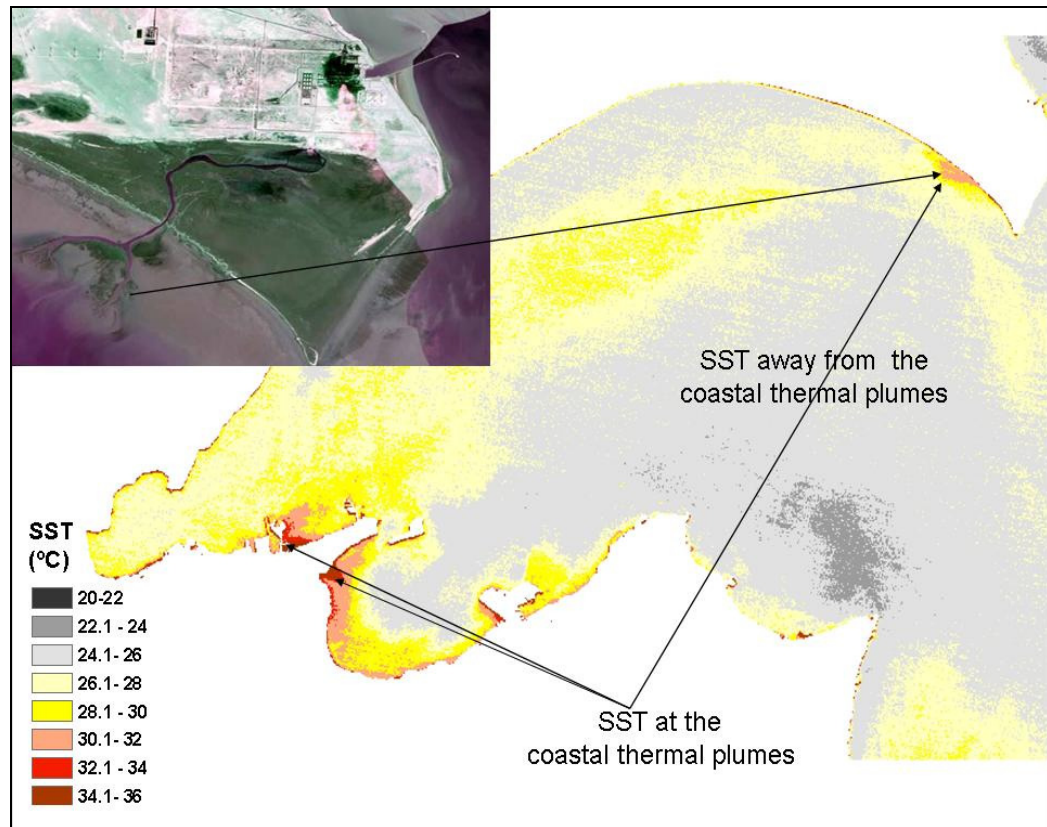 SST away from the
coastal thermal plumes
SST
(ºC)
20-22
22.1 - 24
24.1 - 26
26.1 - 28
28.1 - 30
30.1 - 32
32.1 - 34
34.1 - 36
SST at the
coastal thermal plumes